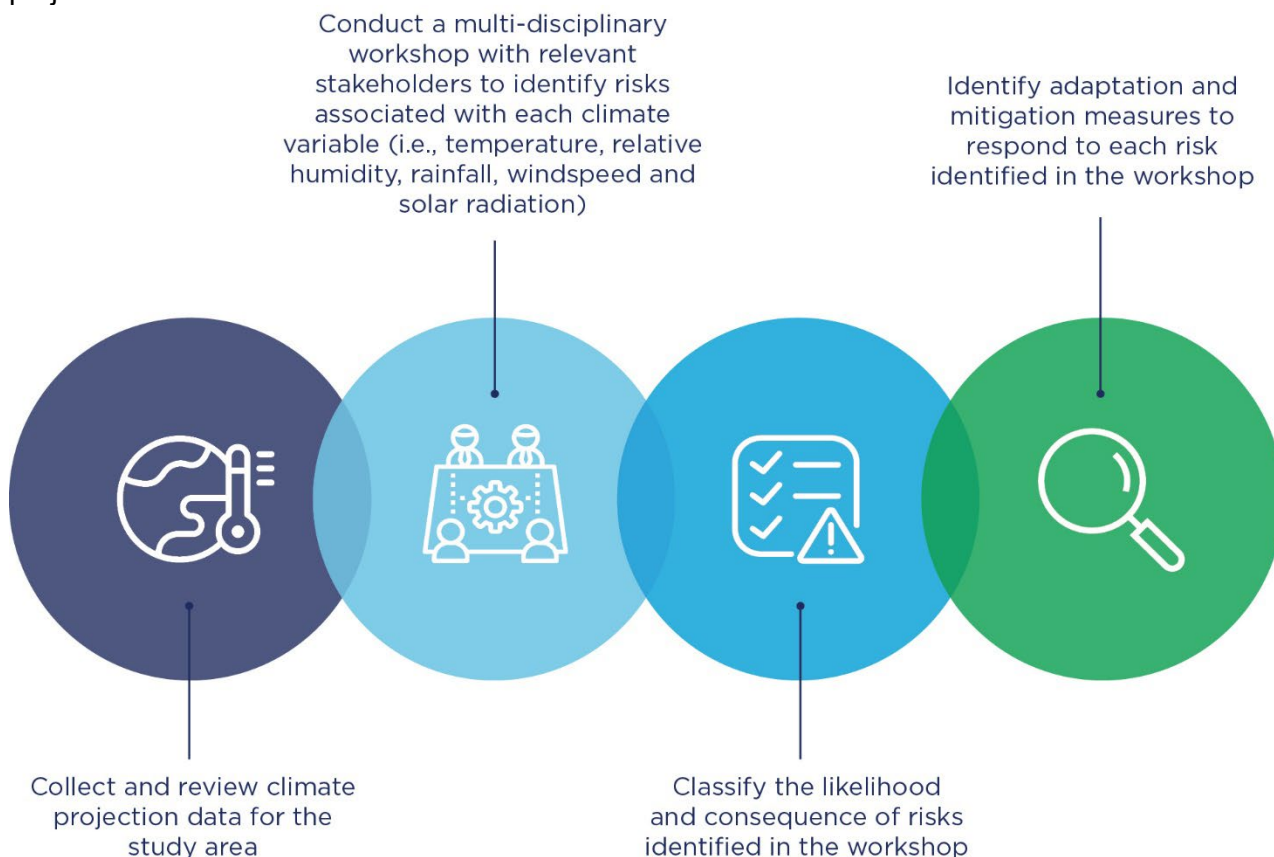 Conduct a multi-disciplinary
workshop with relevant
stakeholders to identify risks
associated with each climate
variable (i.e., temperature, relative
humidity, rainfall, windspeed and
solar radiation)
Identify adaptation and
mitigation measures to
respond to each risk
identified in the workshop
Collect and review climate
projection data for the
study area
Classify the likelihood
and consequence of risks
identified in the workshop